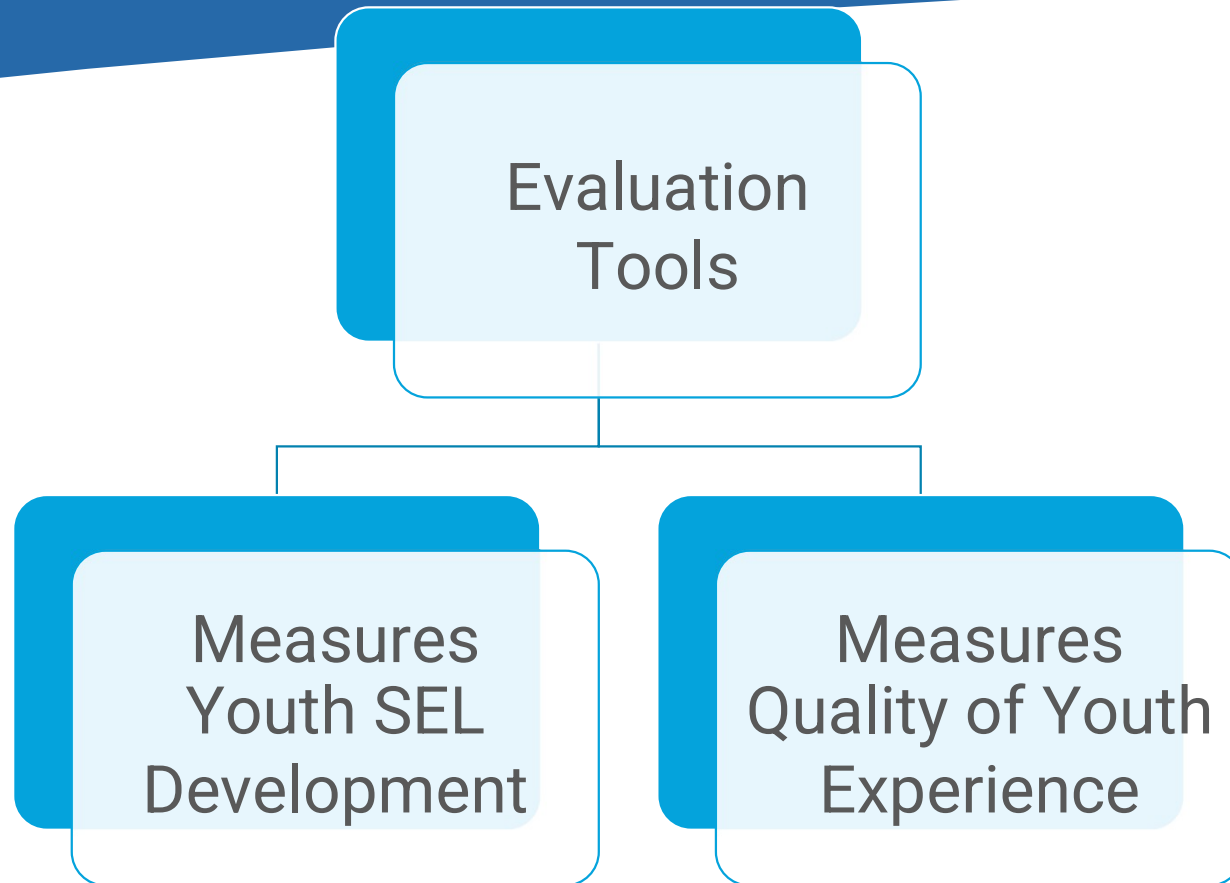 Evaluation
Tools
Measures
Youth SEL
Development
Measures
Quality of Youth
Experience